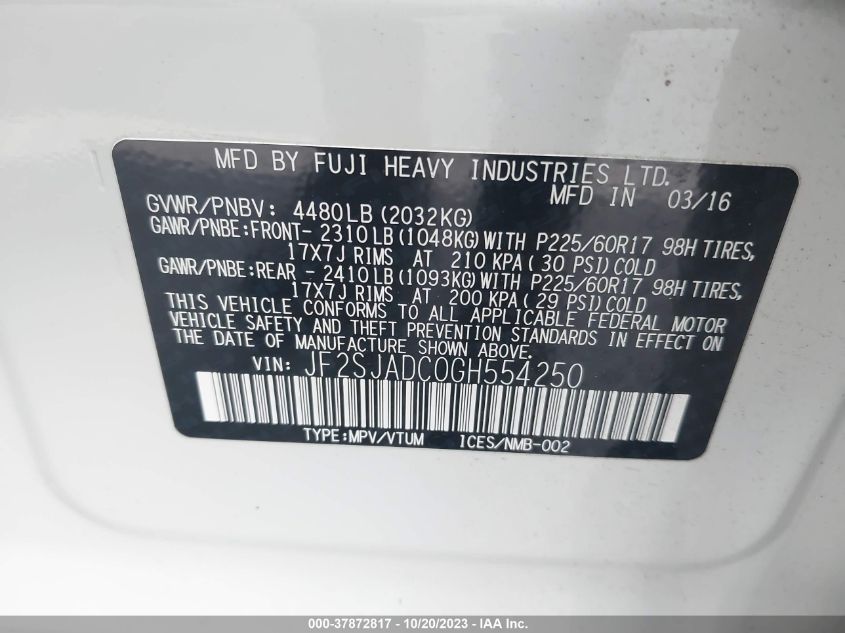 MFD BY FUJI HEAVY INDUSTRIES LTD.
MFD IN 03/16
GVWR/PNBV: 4480LB (2032KG)
GAWR/PNBE:FRONT- 2310LB (1048KG) WITH P225/60R17 98H TIRES,
17X7J RIMS AT 210 KPA ( 30 PSI) COLD
GAWR/PNBE:REAR - 2410LB (1093KG) WITH P225/60R17 98H TIRES,
17X7J RIMS AT 200 KPA ( 29 PSI) COLD
THIS VEHICLE CONFORMS TO ALL APPLICABLE FEDERAL MOTOR
VEHICLE SAFETY AND THEFT PREVENTION STANDARDS IN EFFECT ON
THE DATE OF MANUFACTURE SHOWN ABOVE.
VIN: JF2SJADC0GH554250
TYPE:MPV/VTUM ICES/NMB-002
000-37872817 - 10/20/2023 - IAA Inc.